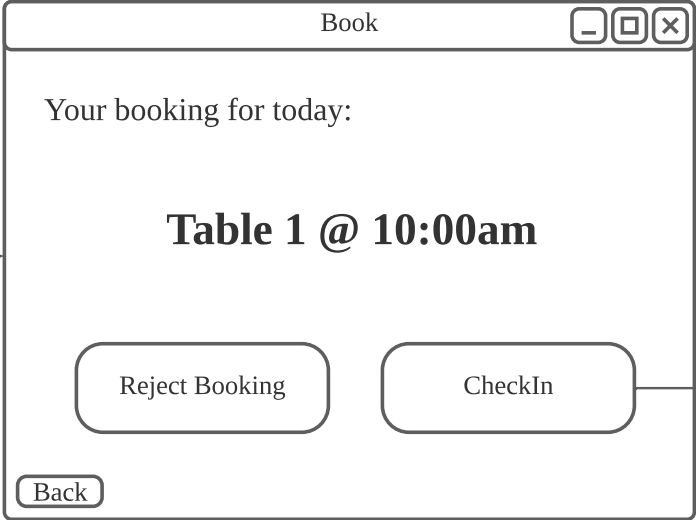 Book
Your booking for today:
Table 1 @ 10:00am
Reject Booking
CheckIn
Back